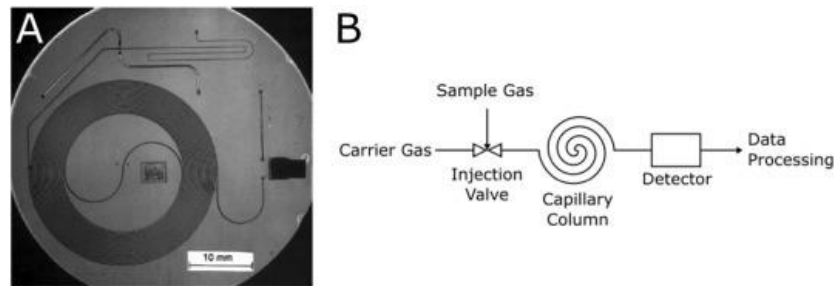 A
10 mm
B
Sample Gas
Carrier Gas
Injection
Valve
Capillary
Column
Detector
Data
Processing